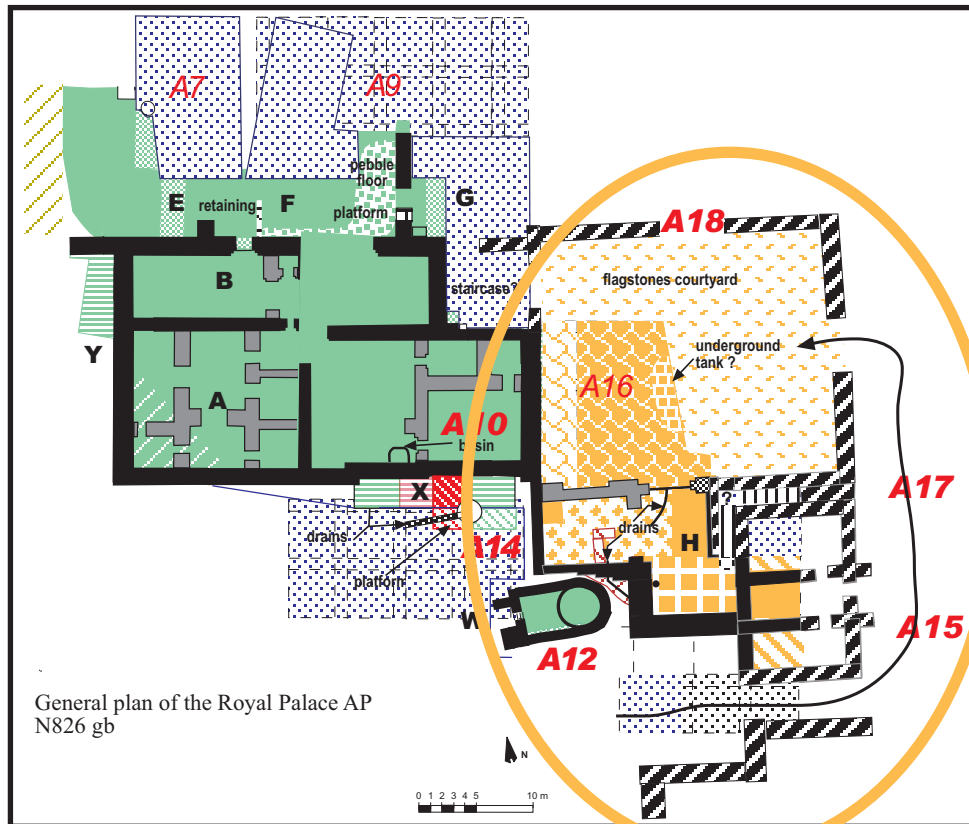 A7
A9
pebble
floor
E
retaining
F
platform
G
A18
B
flagstones courtyard
staircase?
Y
underground
tank ?
A16
A
A10
basin
X
A17
?
drains
drains
A14
H
platform
W
A15
A12
General plan of the Royal Palace AP
N826 gb
N
0 1 2 3 4 5 10 m